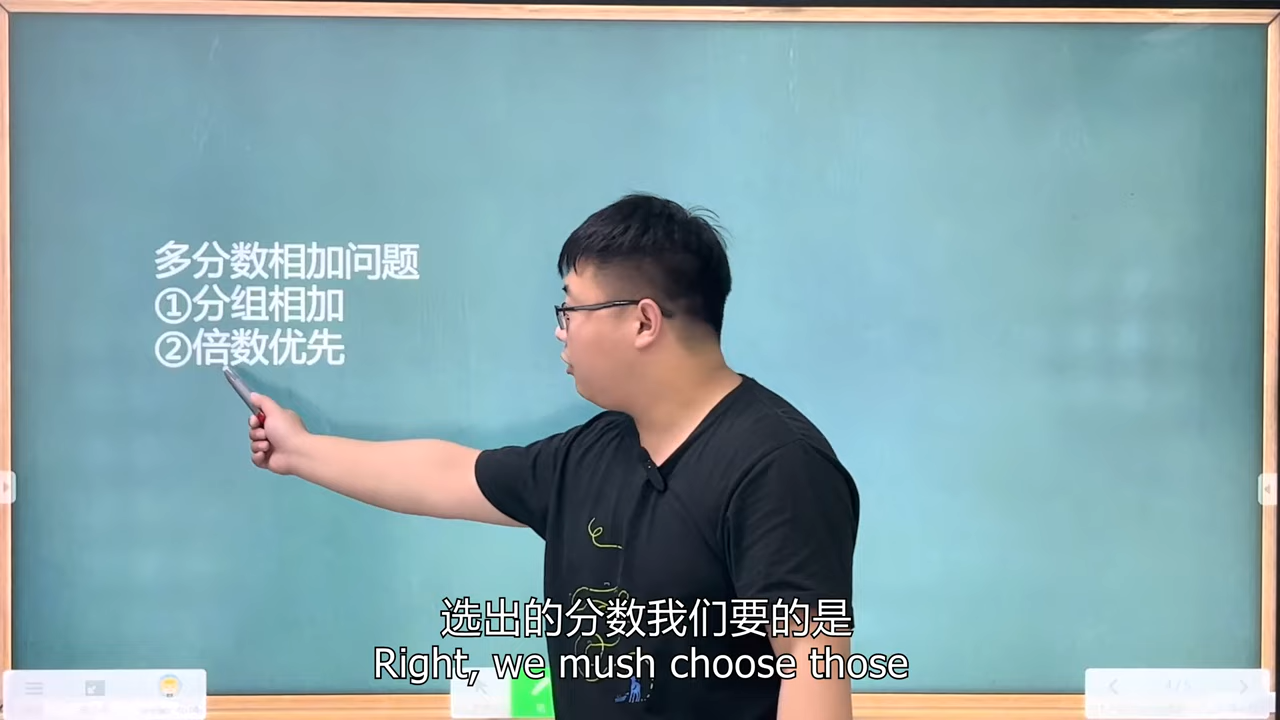 多分数相加问题
①分组相加
②倍数优先
选出的分数我们要的是
Right, we mush choose those